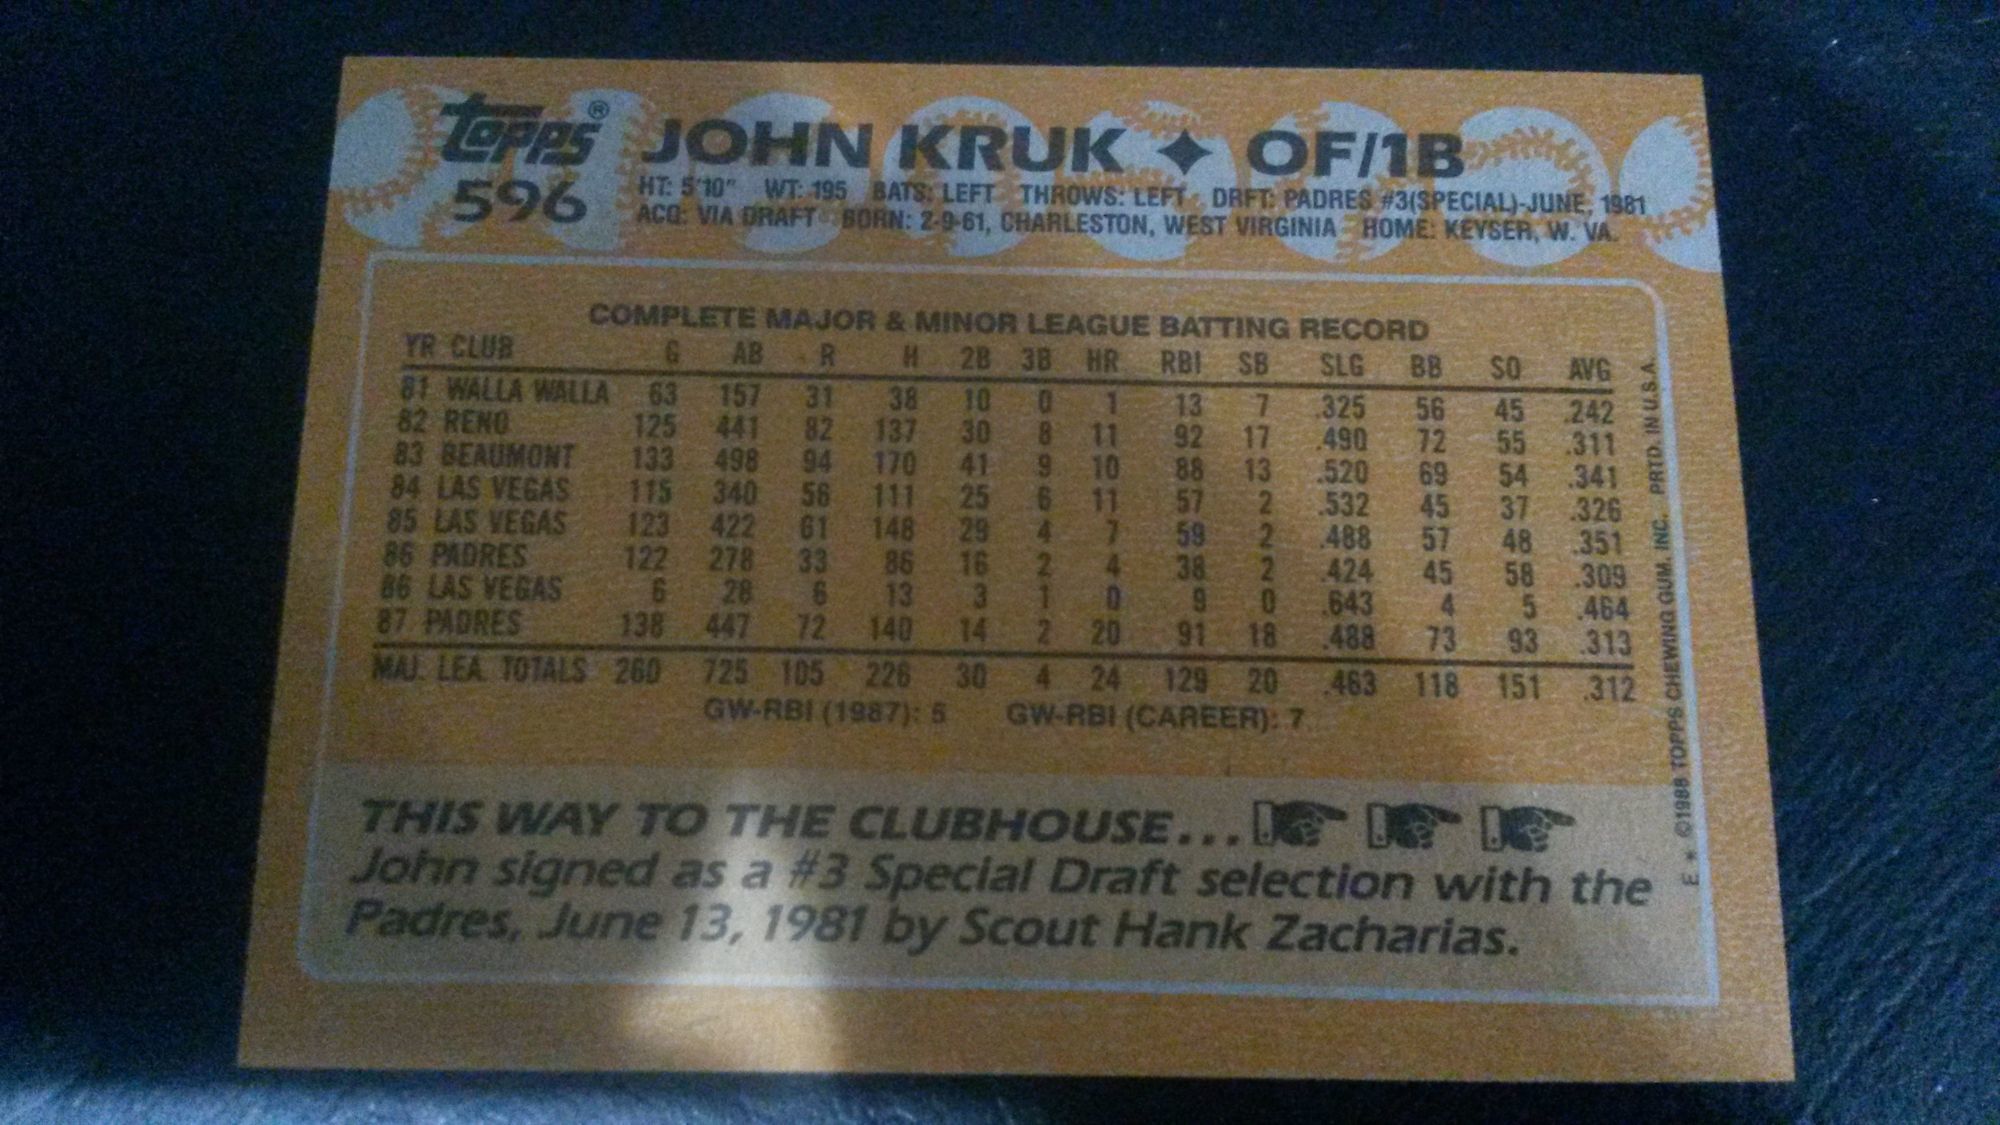 topps®
596
JOHN KRUK ✦ OF/1B
HT: 5'10" WT: 195 BATS: LEFT THROWS: LEFT DRFT: PADRES #3(SPECIAL)-JUNE, 1981
ACQ: VIA DRAFT BORN: 2-9-61, CHARLESTON, WEST VIRGINIA HOME: KEYSER, W. VA.
COMPLETE MAJOR & MINOR LEAGUE BATTING RECORD
YR CLUB G AB R H 2B 3B HR RBI SB SLG BB SO AVG
81 WALLA WALLA 63 157 31 38 10 0 1 13 7 .325 56 45 .242
82 RENO 125 441 82 137 30 8 11 92 17 .490 72 55 .311
83 BEAUMONT 133 498 94 170 41 9 10 88 13 .520 69 54 .341
84 LAS VEGAS 115 340 56 111 25 6 11 57 2 .532 45 37 .326
85 LAS VEGAS 123 422 61 148 29 4 7 59 2 .488 57 48 .351
86 PADRES 122 278 33 86 16 2 4 38 2 .424 45 58 .309
86 LAS VEGAS 6 28 6 13 3 1 0 9 0 .643 4 5 .464
87 PADRES 138 447 72 140 14 2 20 91 18 .488 73 93 .313
MAJ. LEA. TOTALS 260 725 105 226 30 4 24 129 20 .463 118 151 .312
GW-RBI (1987): 5 GW-RBI (CAREER): 7
THIS WAY TO THE CLUBHOUSE...
John signed as a #3 Special Draft selection with the
Padres, June 13, 1981 by Scout Hank Zacharias.
E * ©1988 TOPPS CHEWING GUM. INC. PRTD. IN U.S.A.